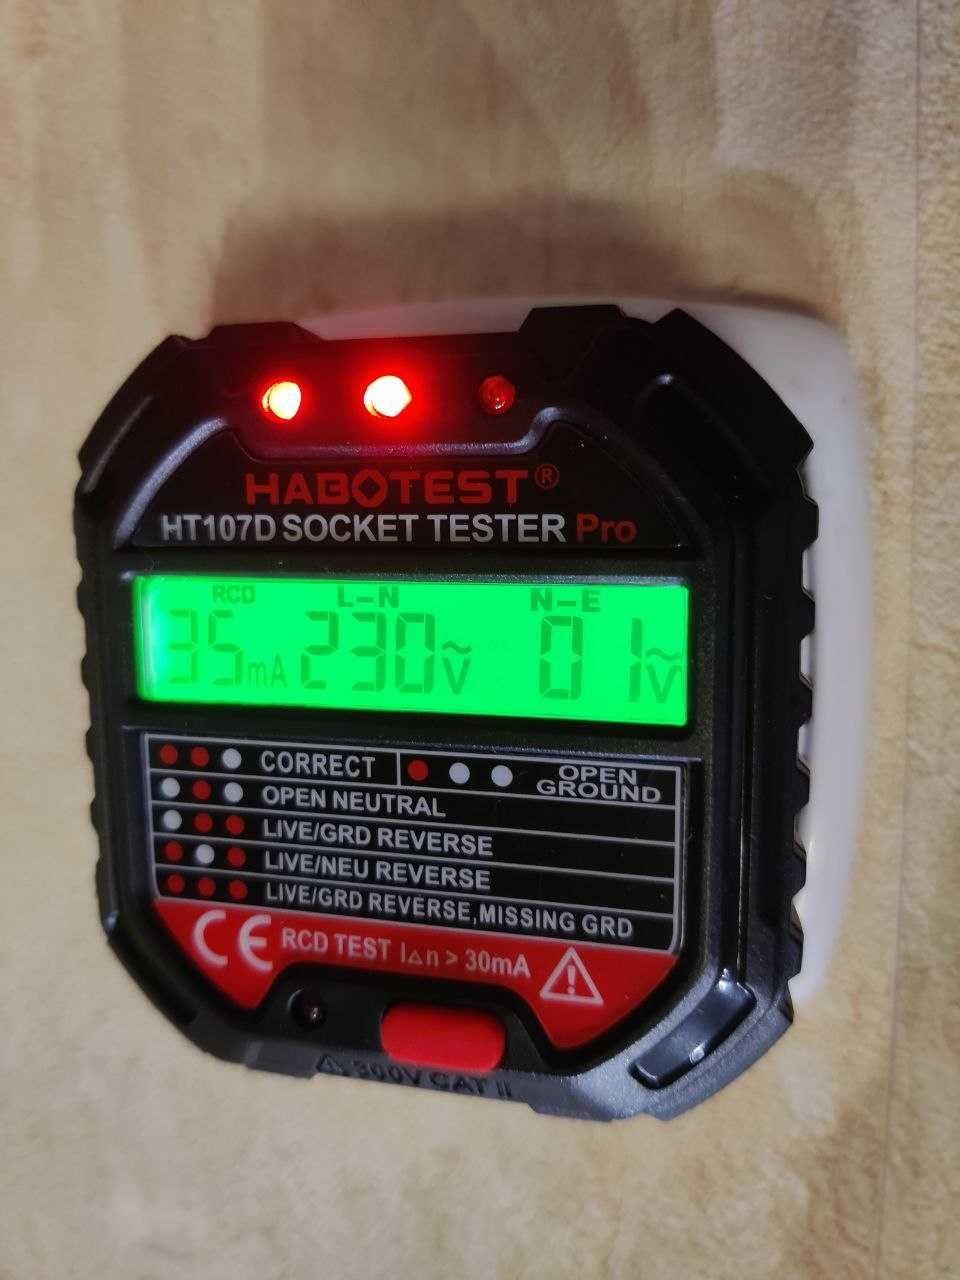 HABOTEST®
HT107D SOCKET TESTER Pro
RCD L-N N-E
35mA 230V~ 01V~
CORRECT
OPEN GROUND
OPEN NEUTRAL
LIVE/GRD REVERSE
LIVE/NEU REVERSE
LIVE/GRD REVERSE,MISSING GRD
CE RCD TEST I△n > 30mA
300V CAT II